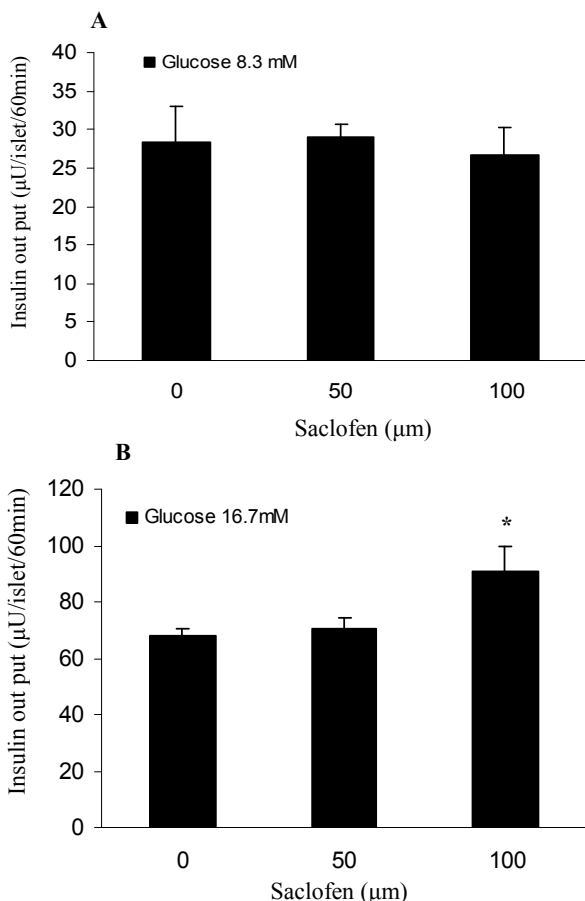 A
40
35
30
25
20
15
10
5
0
Insulin out put (μU/islet/60min)
Glucose 8.3 mM
0 50 100
Saclofen (μm)
B
120
100
80
60
40
20
0
Insulin out put (μU/islet/60min)
Glucose 16.7mM
*
0 50 100
Saclofen (μm)